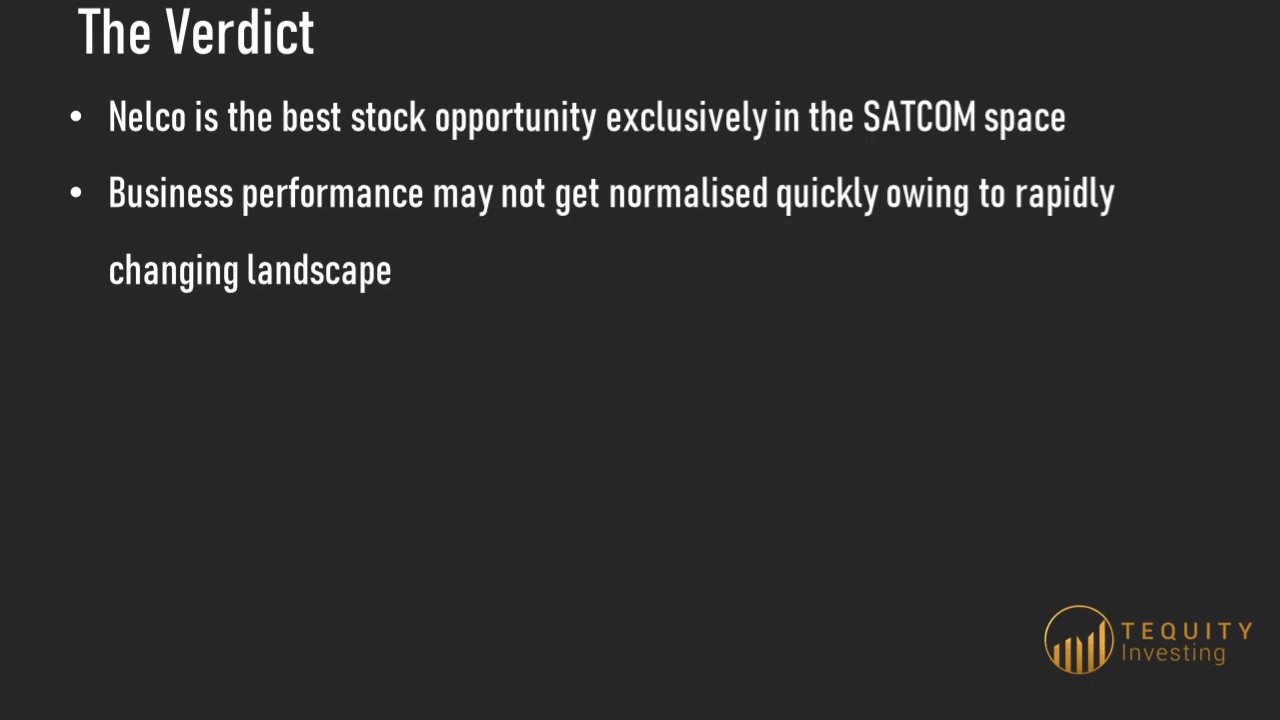 The Verdict
• Nelco is the best stock opportunity exclusively in the SATCOM space
• Business performance may not get normalised quickly owing to rapidly
changing landscape
TEQUITY
Investing